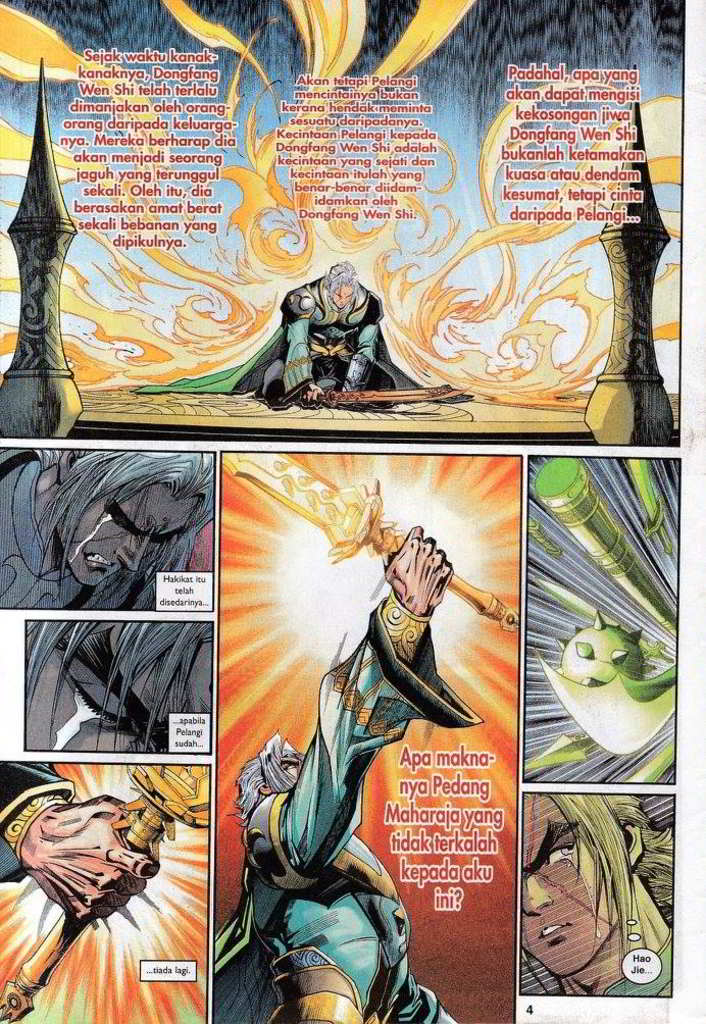 Sejak waktu kanak-
kanaknya, Dongfang
Wen Shi telah terlalu
dimanjakan oleh orang-
orang daripada keluarga-
nya. Mereka berharap dia
akan menjadi seorang
jaguh yang terunggul
sekali. Oleh itu, dia
berasakan amat berat
sekali bebanan yang
dipikulnya.
Akan tetapi Pelangi
mencintainya bukan
kerana hendak meminta
sesuatu daripadanya.
Kecintaan Pelangi kepada
Dongfang Wen Shi adalah
kecintaan yang sejati dan
kecintaan itulah yang
benar-benar diidam-
idamkan oleh
Dongfang Wen Shi.
Padahal, apa yang
akan dapat mengisi
kekosongan jiwa
Dongfang Wen Shi
bukanlah ketamakan
kuasa atau dendam
kesumat, tetapi cinta
daripada Pelangi...
Hakikat itu
telah
disedarinya...
...apabila
Pelangi
sudah...
...tiada lagi.
Apa makna-
nya Pedang
Maharaja yang
tidak terkalah
kepada aku
ini?
Hao
Jie...
4